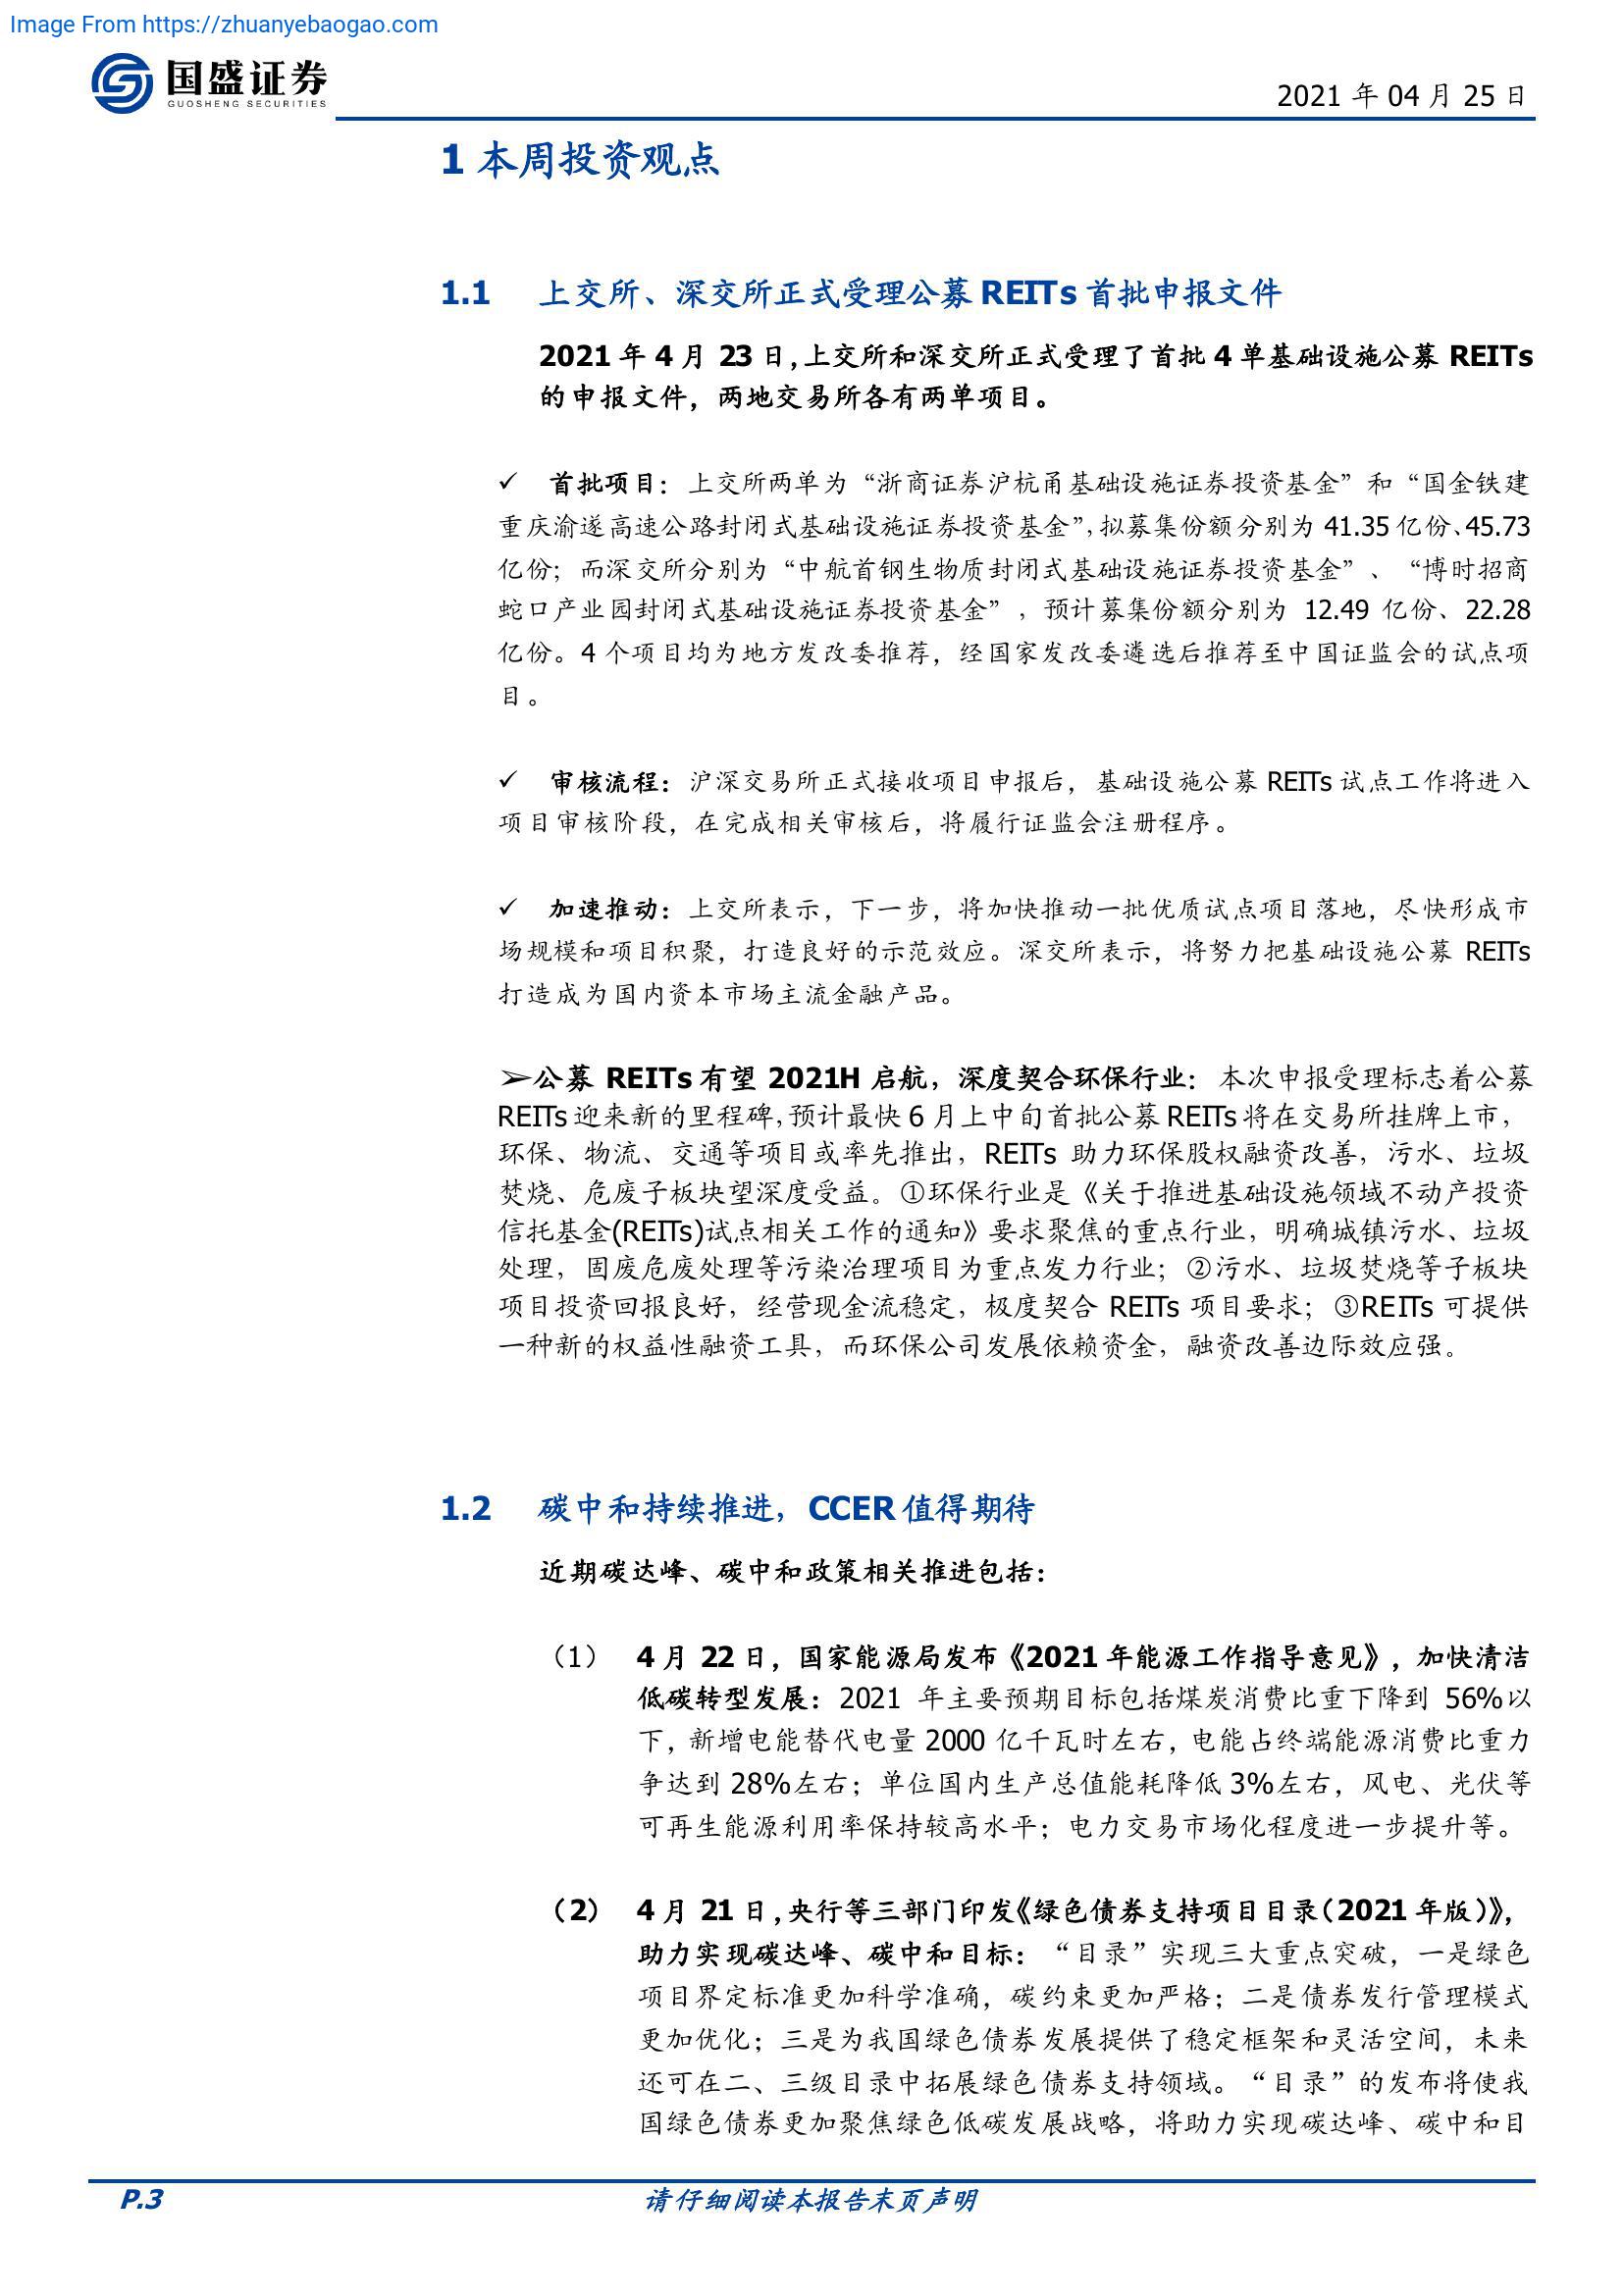 Image From https://zhuanyebaogao.com
国盛证券
GUOSHENG SECURITIES
2021 年 04 月 25 日
1 本周投资观点
1.1 上交所、深交所正式受理公募 REITs 首批申报文件
2021 年 4 月 23 日，上交所和深交所正式受理了首批 4 单基础设施公募 REITs
的申报文件，两地交易所各有两单项目。
✓ 首批项目：上交所两单为“浙商证券沪杭甬基础设施证券投资基金”和“国金铁建
重庆渝遂高速公路封闭式基础设施证券投资基金”，拟募集份额分别为 41.35 亿份、45.73
亿份；而深交所分别为“中航首钢生物质封闭式基础设施证券投资基金”、“博时招商
蛇口产业园封闭式基础设施证券投资基金”，预计募集份额分别为 12.49 亿份、22.28
亿份。4 个项目均为地方发改委推荐，经国家发改委遴选后推荐至中国证监会的试点项
目。
✓ 审核流程：沪深交易所正式接收项目申报后，基础设施公募 REITs 试点工作将进入
项目审核阶段，在完成相关审核后，将履行证监会注册程序。
✓ 加速推动：上交所表示，下一步，将加快推动一批优质试点项目落地，尽快形成市
场规模和项目积聚，打造良好的示范效应。深交所表示，将努力把基础设施公募 REITs
打造成为国内资本市场主流金融产品。
➢公募 REITs 有望 2021H 启航，深度契合环保行业：本次申报受理标志着公募
REITs 迎来新的里程碑，预计最快 6 月上中旬首批公募 REITs 将在交易所挂牌上市，
环保、物流、交通等项目或率先推出，REITs 助力环保股权融资改善，污水、垃圾
焚烧、危废子板块望深度受益。①环保行业是《关于推进基础设施领域不动产投资
信托基金(REITs)试点相关工作的通知》要求聚焦的重点行业，明确城镇污水、垃圾
处理，固废危废处理等污染治理项目为重点发力行业；②污水、垃圾焚烧等子板块
项目投资回报良好，经营现金流稳定，极度契合 REITs 项目要求；③REITs 可提供
一种新的权益性融资工具，而环保公司发展依赖资金，融资改善边际效应强。
1.2 碳中和持续推进，CCER 值得期待
近期碳达峰、碳中和政策相关推进包括：
（1） 4 月 22 日，国家能源局发布《2021 年能源工作指导意见》，加快清洁
低碳转型发展：2021 年主要预期目标包括煤炭消费比重下降到 56%以
下，新增电能替代电量 2000 亿千瓦时左右，电能占终端能源消费比重力
争达到 28%左右；单位国内生产总值能耗降低 3%左右，风电、光伏等
可再生能源利用率保持较高水平；电力交易市场化程度进一步提升等。
（2） 4 月 21 日，央行等三部门印发《绿色债券支持项目目录（2021 年版）》，
助力实现碳达峰、碳中和目标：“目录”实现三大重点突破，一是绿色
项目界定标准更加科学准确，碳约束更加严格；二是债券发行管理模式
更加优化；三是为我国绿色债券发展提供了稳定框架和灵活空间，未来
还可在二、三级目录中拓展绿色债券支持领域。“目录”的发布将使我
国绿色债券更加聚焦绿色低碳发展战略，将助力实现碳达峰、碳中和目
P.3
请仔细阅读本报告末页声明